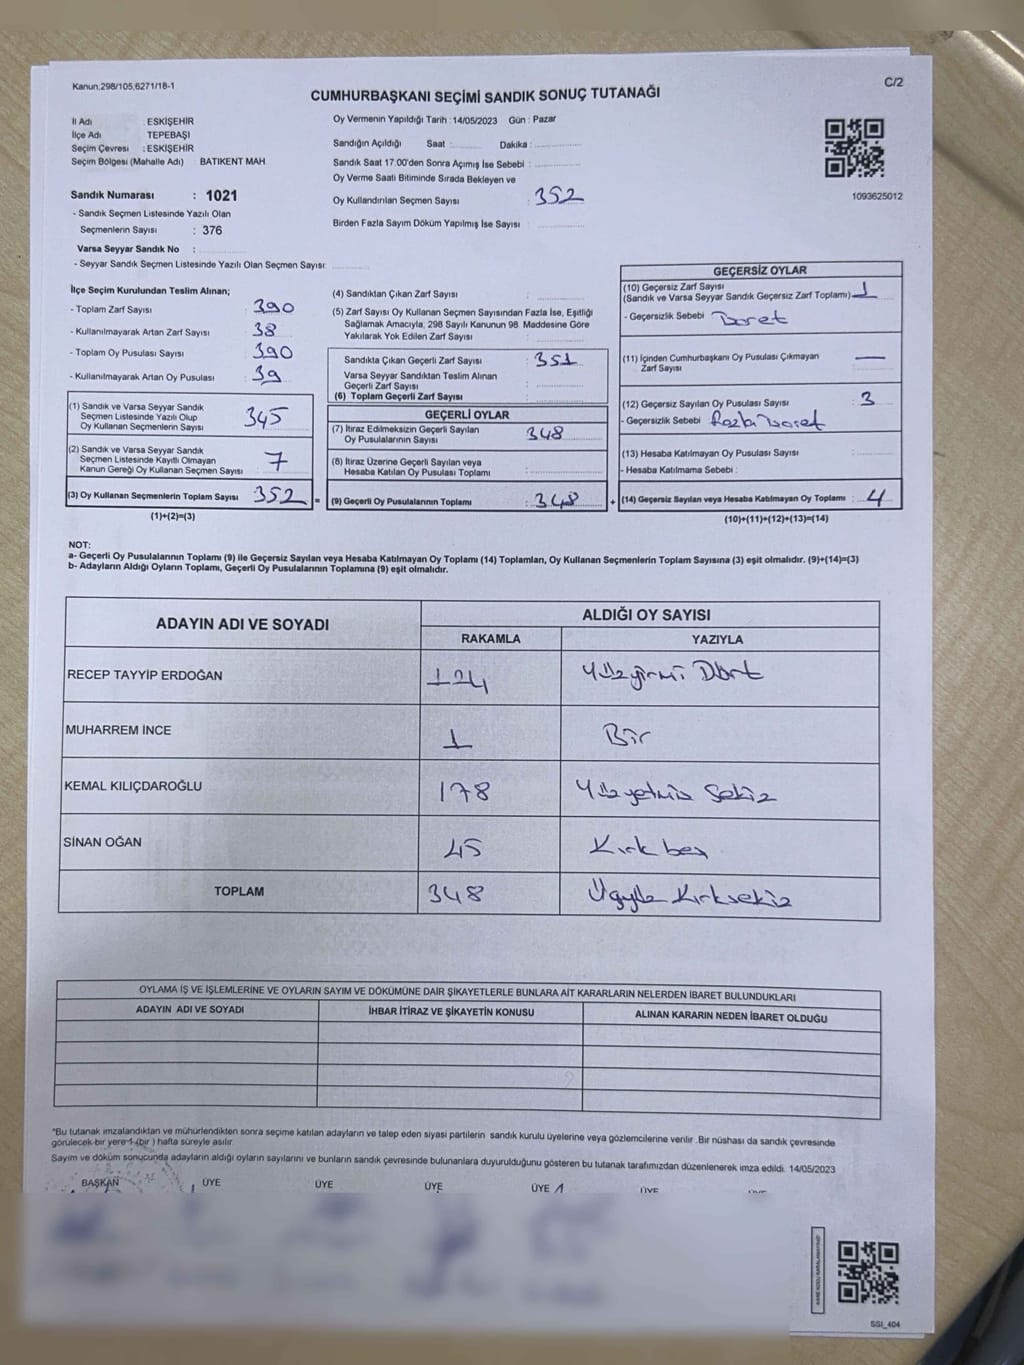 Kanun:298/105,6271/18-1
C/2
CUMHURBAŞKANI SEÇİMİ SANDIK SONUÇ TUTANAĞI
İl Adı : ESKİŞEHİR
İlçe Adı : TEPEBAŞI
Seçim Çevresi : ESKİŞEHİR
Seçim Bölgesi (Mahalle Adı) : BATIKENT MAH
Sandık Numarası : 1021
- Sandık Seçmen Listesinde Yazılı Olan
Seçmenlerin Sayısı : 376
Varsa Seyyar Sandık No :
- Seyyar Sandık Seçmen Listesinde Yazılı Olan Seçmen Sayısı:
Oy Vermenin Yapıldığı Tarih : 14/05/2023 Gün : Pazar
Sandığın Açıldığı Saat : Dakika :
Sandık Saat 17:00'den Sonra Açımış İse Sebebi :
Oy Verme Saati Bitiminde Sırada Bekleyen ve
Oy Kullandırılan Seçmen Sayısı : 352
Birden Fazla Sayım Döküm Yapılmış İse Sayısı :
1093625012
İlçe Seçim Kurulundan Teslim Alınan;
- Toplam Zarf Sayısı : 390
- Kullanılmayarak Artan Zarf Sayısı : 38
- Toplam Oy Pusulası Sayısı : 390
- Kullanılmayarak Artan Oy Pusulası : 39
(1) Sandık ve Varsa Seyyar Sandık
Seçmen Listesinde Yazılı Olup
Oy Kullanan Seçmenlerin Sayısı 345
(2) Sandık ve Varsa Seyyar Sandık
Seçmen Listesinde Kayıtlı Olmayan
Kanun Gereği Oy Kullanan Seçmen Sayısı 7
(3) Oy Kullanan Seçmenlerin Toplam Sayısı 352 =
(1)+(2)=(3)
(4) Sandıktan Çıkan Zarf Sayısı :
(5) Zarf Sayısı Oy Kullanan Seçmen Sayısından Fazla İse, Eşitliği
Sağlamak Amacıyla, 298 Sayılı Kanunun 98. Maddesine Göre
Yakılarak Yok Edilen Zarf Sayısı :
Sandıkta Çıkan Geçerli Zarf Sayısı : 351
Varsa Seyyar Sandıktan Teslim Alınan
Geçerli Zarf Sayısı :
(6) Toplam Geçerli Zarf Sayısı :
GEÇERLİ OYLAR
(7) İtiraz Edilmeksizin Geçerli Sayılan
Oy Pusulalarının Sayısı : 348
(8) İtiraz Üzerine Geçerli Sayılan veya
Hesaba Katılan Oy Pusulası Toplamı :
(9) Geçerli Oy Pusulalarının Toplamı : 348 +
GEÇERSİZ OYLAR
(10) Geçersiz Zarf Sayısı
(Sandık ve Varsa Seyyar Sandık Geçersiz Zarf Toplamı) 1
- Geçersizlik Sebebi
(11) İçinden Cumhurbaşkanı Oy Pusulası Çıkmayan
Zarf Sayısı : —
(12) Geçersiz Sayılan Oy Pusulası Sayısı : 3
- Geçersizlik Sebebi
(13) Hesaba Katılmayan Oy Pusulası Sayısı :
- Hesaba Katılmama Sebebi :
(14) Geçersiz Sayılan veya Hesaba Katılmayan Oy Toplamı : 4
(10)+(11)+(12)+(13)=(14)
NOT:
a- Geçerli Oy Pusulalarının Toplamı (9) ile Geçersiz Sayılan veya Hesaba Katılmayan Oy Toplamı (14) Toplamları, Oy Kullanan Seçmenlerin Toplam Sayısına (3) eşit olmalıdır. (9)+(14)=(3)
b- Adayların Aldığı Oyların Toplamı, Geçerli Oy Pusulalarının Toplamına (9) eşit olmalıdır.
ADAYIN ADI VE SOYADI
ALDIĞI OY SAYISI
RAKAMLA YAZIYLA
RECEP TAYYİP ERDOĞAN 124 Yüzyirmi Dört
MUHARREM İNCE 1 Bir
KEMAL KILIÇDAROĞLU 178 Yüzyetmiş Sekiz
SİNAN OĞAN 45 Kırk beş
TOPLAM 348 Üçyüz Kırksekiz
OYLAMA İŞ VE İŞLEMLERİNE VE OYLARIN SAYIM VE DÖKÜMÜNE DAİR ŞİKAYETLERLE BUNLARA AİT KARARLARIN NELERDEN İBARET BULUNDUKLARI
ADAYIN ADI VE SOYADI İHBAR İTİRAZ VE ŞİKAYETİN KONUSU ALINAN KARARIN NEDEN İBARET OLDUĞU
*Bu tutanak imzalandıktan ve mühürlendikten sonra seçime katılan adayların ve talep eden siyasi partilerin sandık kurulu üyelerine veya gözlemcilerine verilir .Bir nüshası da sandık çevresinde
görülecek bir yere 1 (bir ) hafta süreyle asılır.
Sayım ve döküm sonucunda adayların aldığı oyların sayılarını ve bunların sandık çevresinde bulunanlara duyurulduğunu gösteren bu tutanak tarafımızdan düzenlenerek imza edildi. 14/05/2023
BAŞKAN ÜYE ÜYE ÜYE ÜYE ÜYE
SSI_404